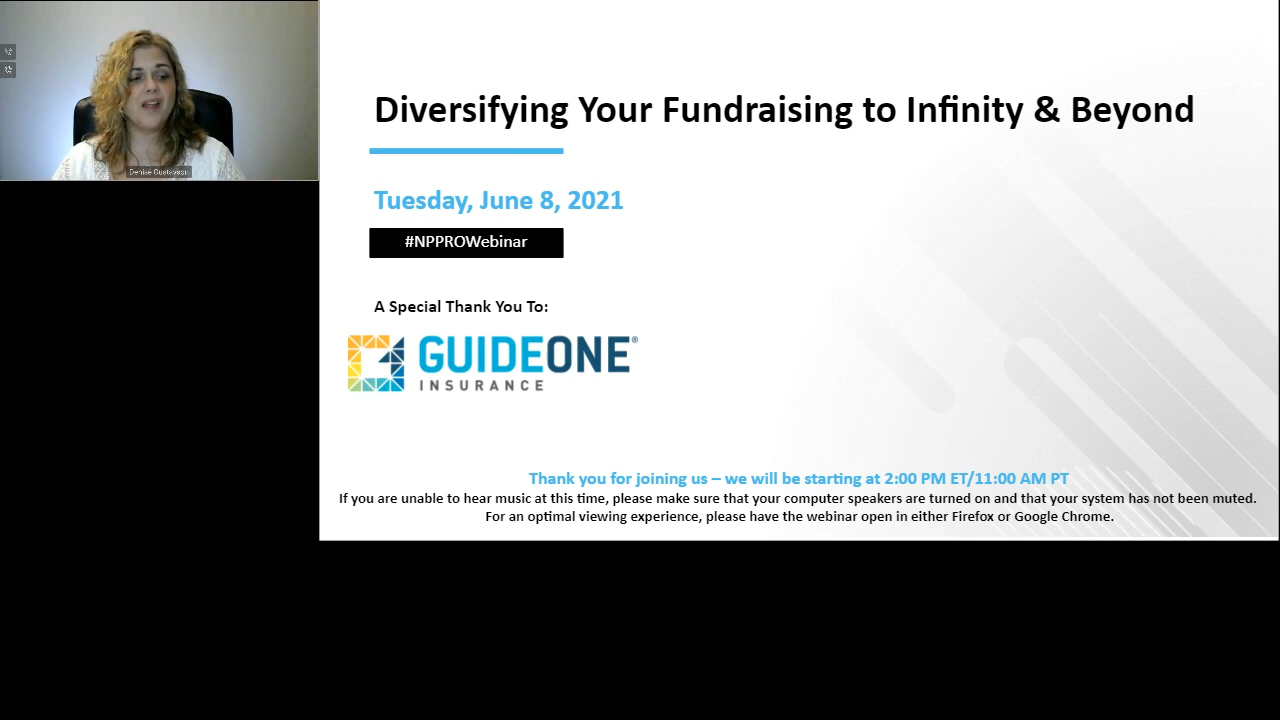 Denise Gustavson
Diversifying Your Fundraising to Infinity & Beyond
Tuesday, June 8, 2021
#NPPROWebinar
A Special Thank You To:
GUIDEONE®
INSURANCE
Thank you for joining us – we will be starting at 2:00 PM ET/11:00 AM PT
If you are unable to hear music at this time, please make sure that your computer speakers are turned on and that your system has not been muted.
For an optimal viewing experience, please have the webinar open in either Firefox or Google Chrome.